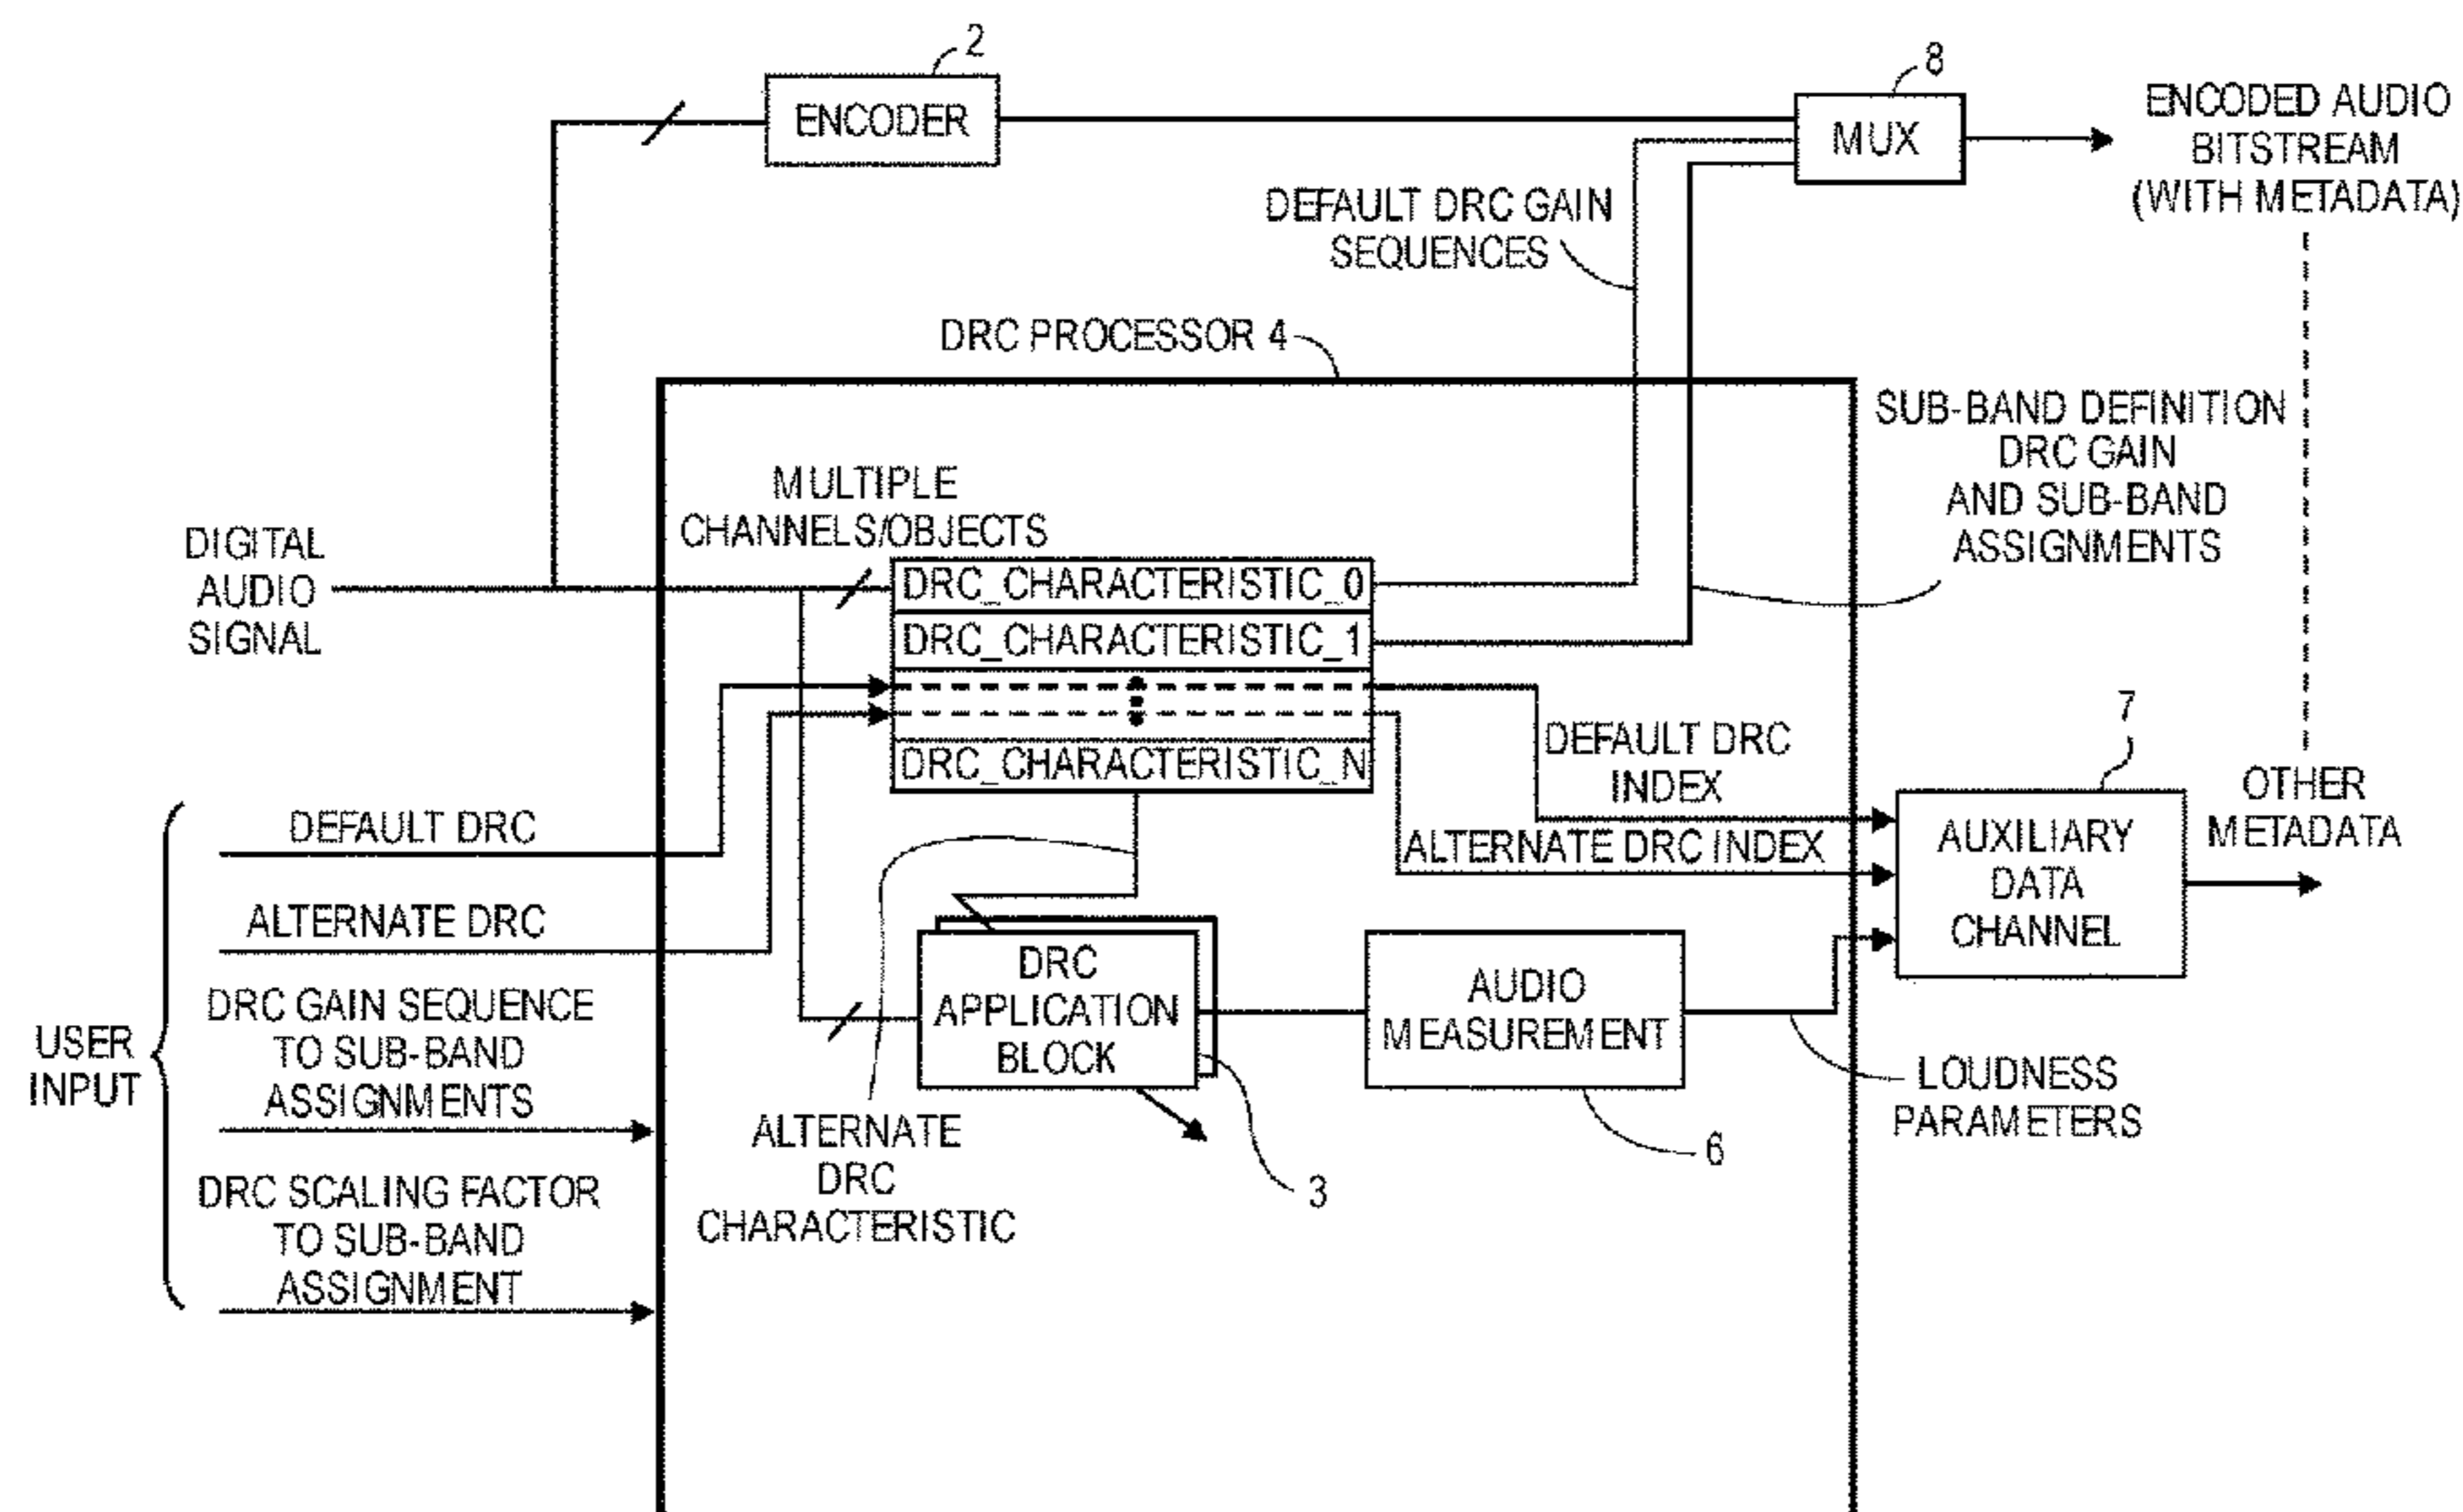 2
ENCODER
8
MUX
ENCODED AUDIO
BITSTREAM
(WITH METADATA)
DEFAULT DRC GAIN
SEQUENCES
DRC PROCESSOR 4
SUB-BAND DEFINITION
DRC GAIN
AND SUB-BAND
ASSIGNMENTS
MULTIPLE
CHANNELS/OBJECTS
DIGITAL
AUDIO
SIGNAL
DRC_CHARACTERISTIC_0
DRC_CHARACTERISTIC_1
DRC_CHARACTERISTIC_N
DEFAULT DRC
INDEX
ALTERNATE DRC INDEX
7
AUXILIARY
DATA
CHANNEL
OTHER
METADATA
USER
INPUT
DEFAULT DRC
ALTERNATE DRC
DRC GAIN SEQUENCE
TO SUB-BAND
ASSIGNMENTS
DRC SCALING FACTOR
TO SUB-BAND
ASSIGNMENT
DRC
APPLICATION
BLOCK
AUDIO
MEASUREMENT
LOUDNESS
PARAMETERS
ALTERNATE
DRC
CHARACTERISTIC
3
6